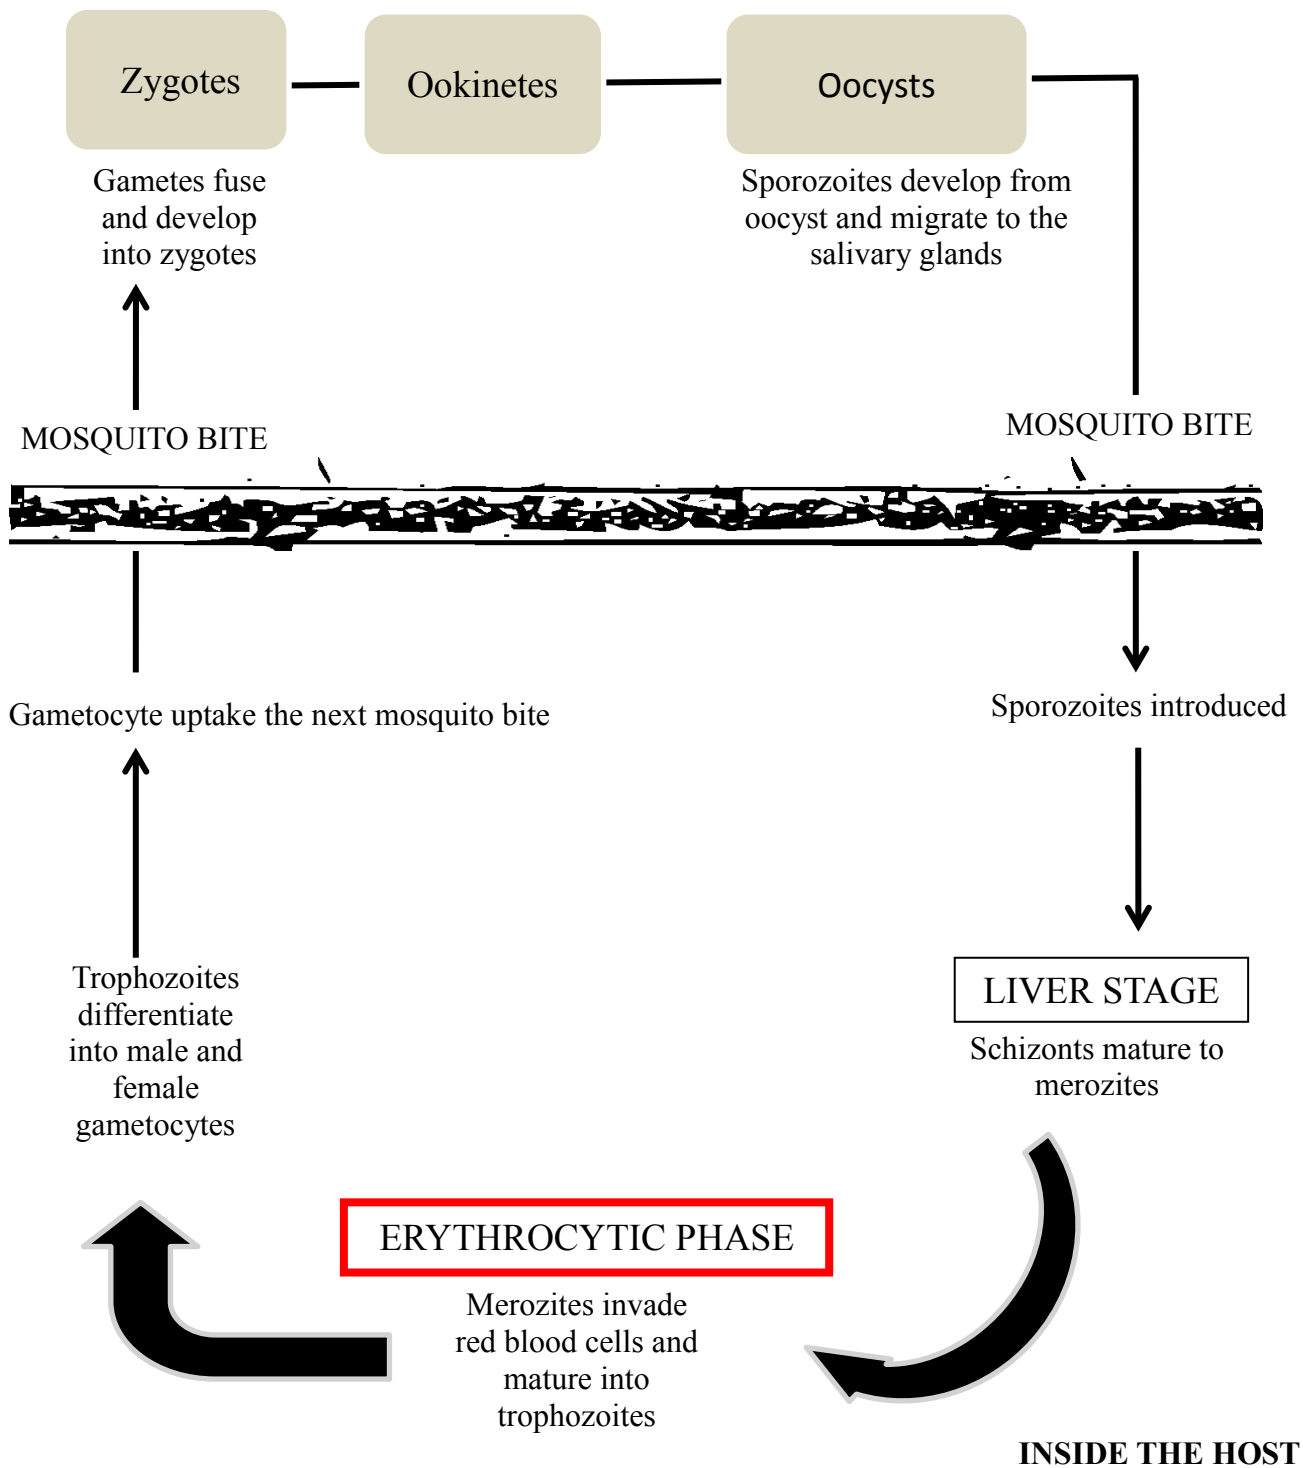 Zygotes
Ookinetes
Oocysts
Gametes fuse
and develop
into zygotes
Sporozoites develop from
oocyst and migrate to the
salivary glands
MOSQUITO BITE
MOSQUITO BITE
Gametocyte uptake the next mosquito bite
Sporozoites introduced
Trophozoites
differentiate
into male and
female
gametocytes
LIVER STAGE
Schizonts mature to
merozites
ERYTHROCYTIC PHASE
Merozites invade
red blood cells and
mature into
trophozoites
INSIDE THE HOST